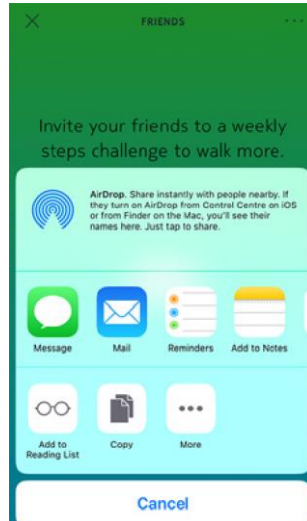 FRIENDS
Invite your friends to a weekly
steps challenge to walk more.
AirDrop. Share instantly with people nearby. If
they turn on AirDrop from Control Centre on iOS
or from Finder on the Mac, you'll see their
names here. Just tap to share.
Message Mail Reminders Add to Notes
Add to Copy More
Reading List
Cancel